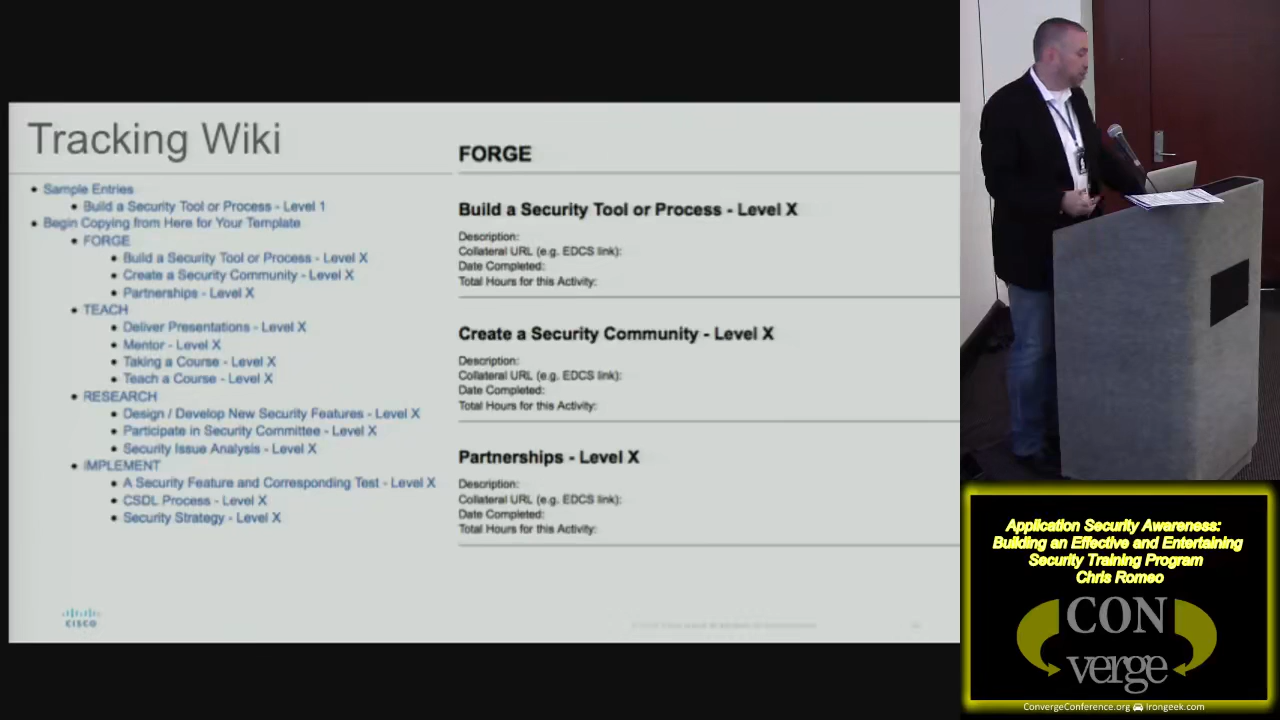 Tracking Wiki
Sample Entries
Build a Security Tool or Process - Level 1
Begin Copying from Here for Your Template
FORGE
Build a Security Tool or Process - Level X
Create a Security Community - Level X
Partnerships - Level X
TEACH
Deliver Presentations - Level X
Mentor - Level X
Taking a Course - Level X
Teach a Course - Level X
RESEARCH
Design / Develop New Security Features - Level X
Participate in Security Committee - Level X
Security Issue Analysis - Level X
IMPLEMENT
A Security Feature and Corresponding Test - Level X
CSDL Process - Level X
Security Strategy - Level X
FORGE
Build a Security Tool or Process - Level X
Description:
Collateral URL (e.g. EDCS link):
Date Completed:
Total Hours for this Activity:
Create a Security Community - Level X
Description:
Collateral URL (e.g. EDCS link):
Date Completed:
Total Hours for this Activity:
Partnerships - Level X
Description:
Collateral URL (e.g. EDCS link):
Date Completed:
Total Hours for this Activity:
CISCO
Application Security Awareness:
Building an Effective and Entertaining
Security Training Program
Chris Romeo
CON
verge
ConvergeConference.org Irongeek.com